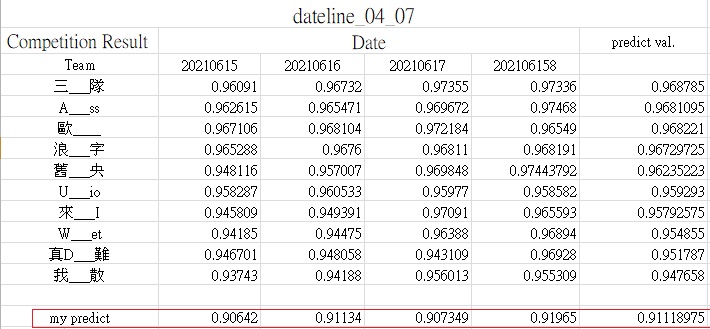 dateline_04_07
Competition Result Date predict val.
Team 20210615 20210616 20210617 202106158
三___隊 0.96091 0.96732 0.97355 0.97336 0.968785
A___ss 0.962615 0.965471 0.969672 0.97468 0.9681095
歐____ 0.967106 0.968104 0.972184 0.96549 0.968221
浪___字 0.965288 0.9676 0.96811 0.968191 0.96729725
舊___央 0.948116 0.957007 0.969848 0.97443792 0.96235223
U___io 0.958287 0.960533 0.95977 0.958582 0.959293
來___I 0.945809 0.949391 0.97091 0.965593 0.95792575
W___et 0.94185 0.94475 0.96388 0.96894 0.954855
真D___難 0.946701 0.948058 0.943109 0.96928 0.951787
我___散 0.93743 0.94188 0.956013 0.955309 0.947658
my predict 0.90642 0.91134 0.907349 0.91965 0.91118975